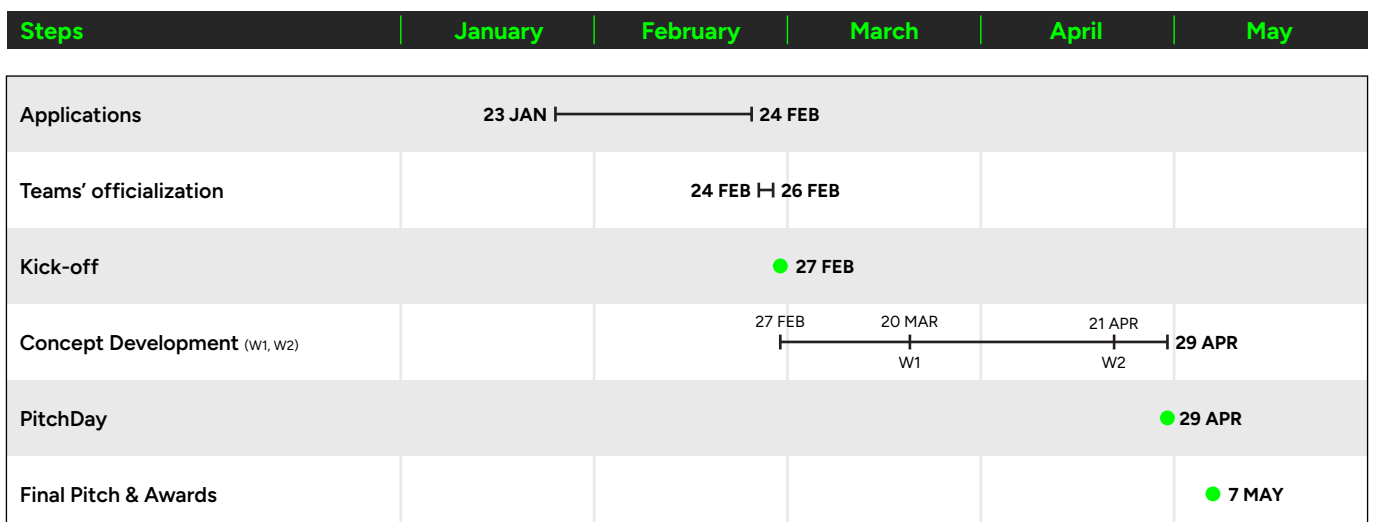 Steps January February March April May
Applications 23 JAN 24 FEB
Teams’ officialization 24 FEB 26 FEB
Kick-off 27 FEB
27 FEB 20 MAR 21 APR
Concept Development (W1, W2) 29 APR
W1 W2
PitchDay 29 APR
Final Pitch & Awards 7 MAY